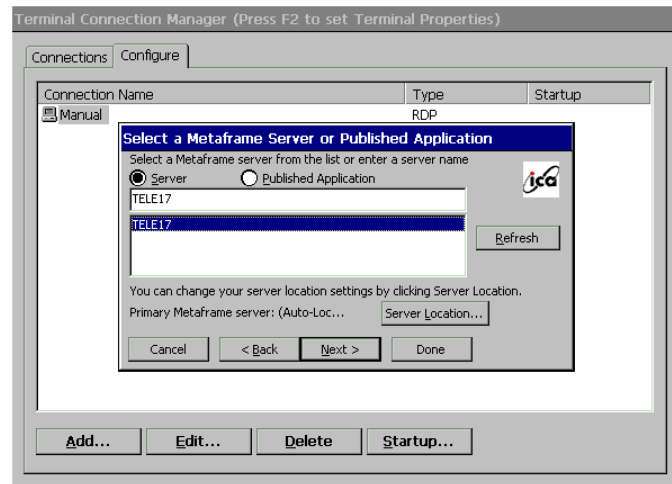 Terminal Connection Manager (Press F2 to set Terminal Properties)
Connections Configure
Connection Name Type Startup
Manual RDP
Select a Metaframe Server or Published Application
Select a Metaframe server from the list or enter a server name
Server Published Application
ica
TELE17
TELE17
Refresh
You can change your server location settings by clicking Server Location.
Primary Metaframe server: (Auto-Loc... Server Location...
Cancel < Back Next > Done
Add... Edit... Delete Startup...